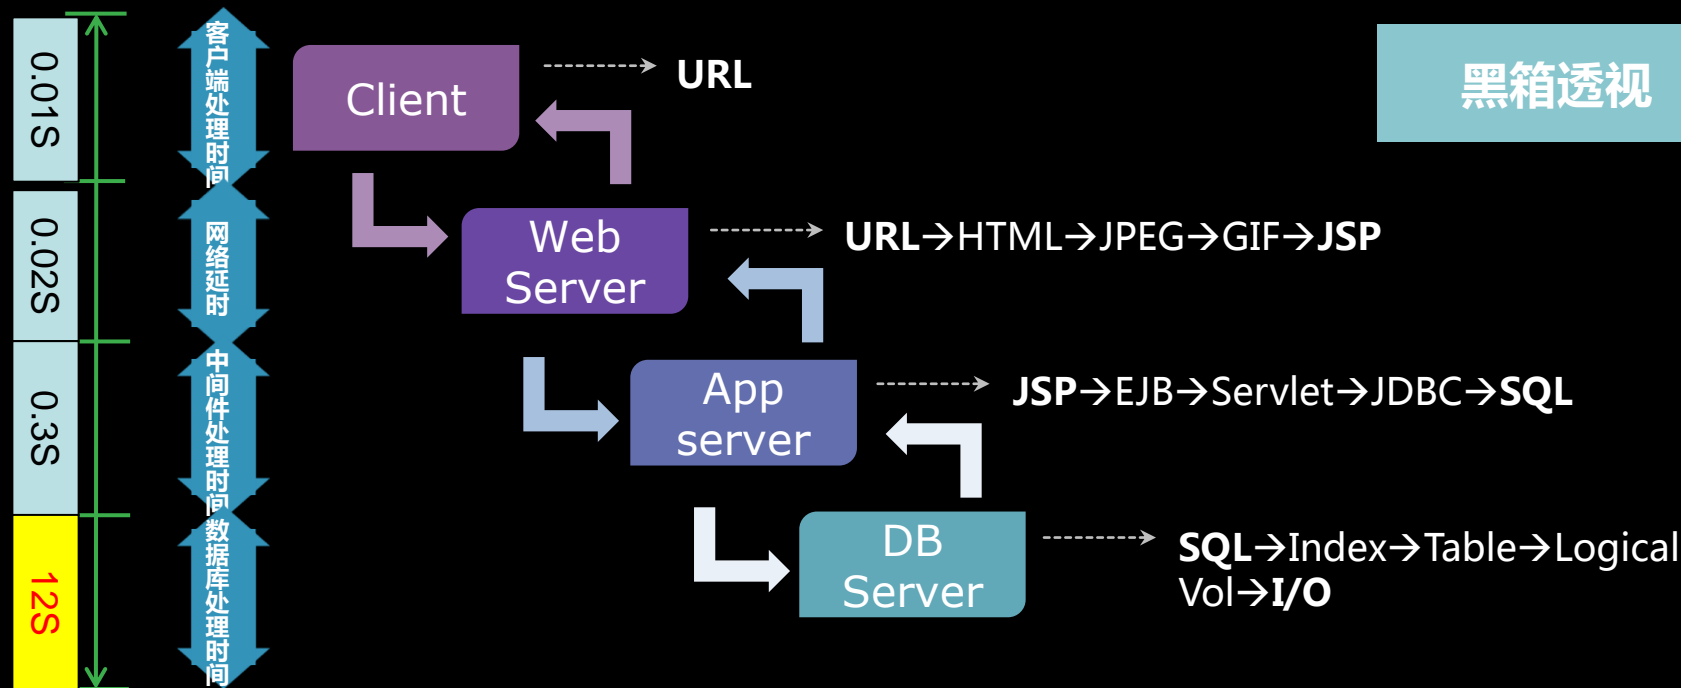 0.01S
客户端处理时间
Client
URL
黑箱透视
0.02S
网络延时
Web
Server
URL→HTML→JPEG→GIF→JSP
0.3S
中间件处理时间
App
server
JSP→EJB→Servlet→JDBC→SQL
12S
数据库处理时间
DB
Server
SQL→Index→Table→Logical
Vol→I/O